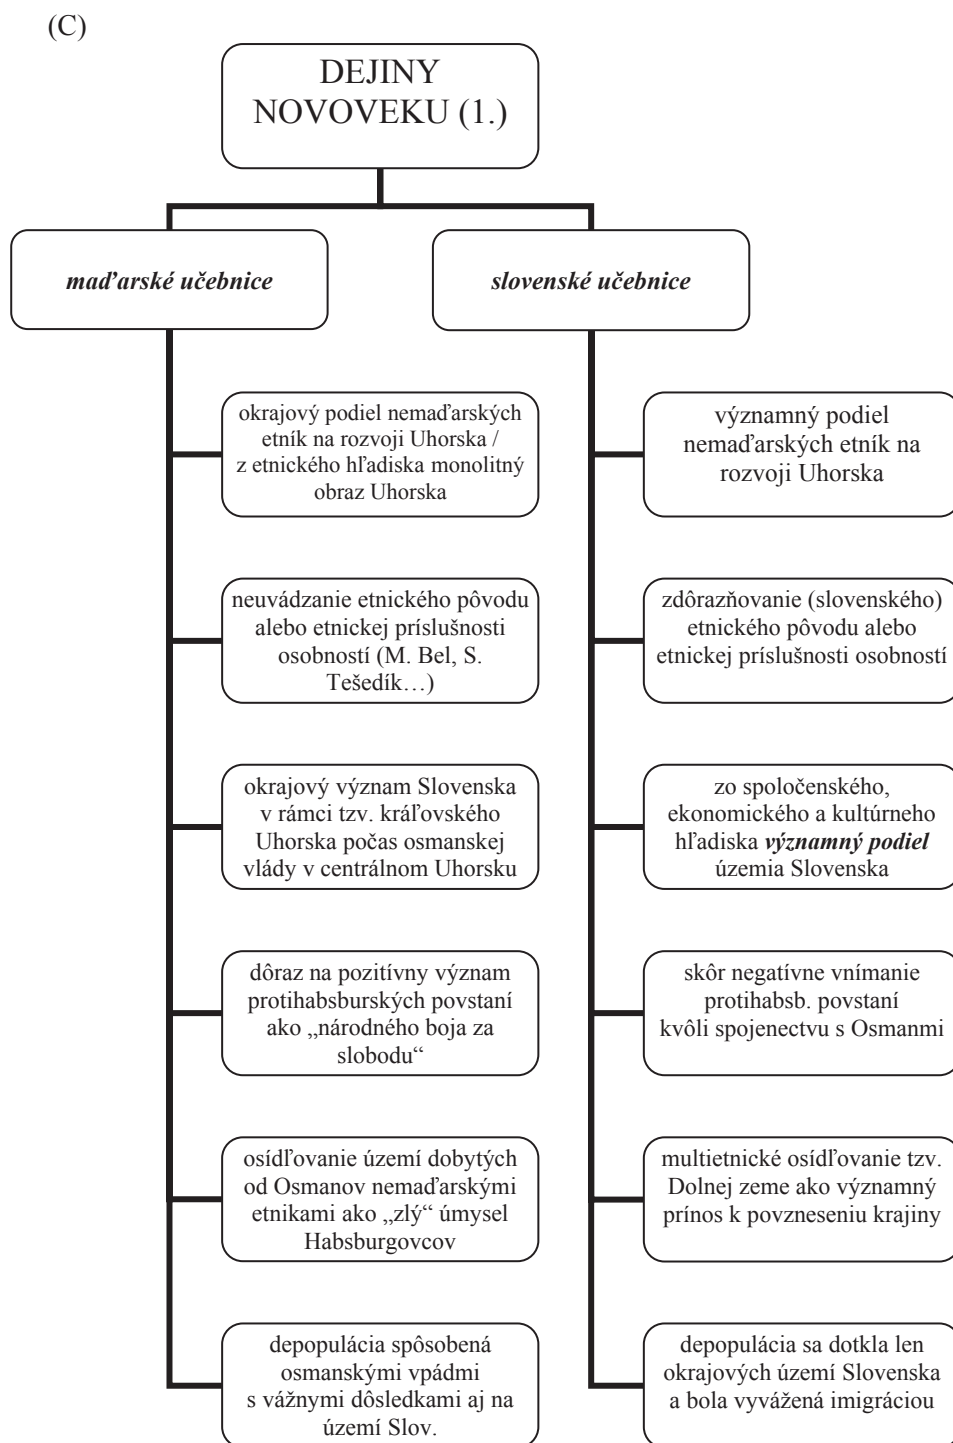 (C)
DEJINY
NOVOVEKU (1.)
maďarské učebnice
okrajový podiel nemaďarských
etník na rozvoji Uhorska /
z etnického hľadiska monolitný
obraz Uhorska
neuvádzanie etnického pôvodu
alebo etnickej príslušnosti
osobností (M. Bel, S.
Tešedík…)
okrajový význam Slovenska
v rámci tzv. kráľovského
Uhorska počas osmanskej
vlády v centrálnom Uhorsku
dôraz na pozitívny význam
protihabsburských povstaní
ako „národného boja za
slobodu“
osídľovanie území dobytých
od Osmanov nemaďarskými
etnikami ako „zlý“ úmysel
Habsburgovcov
depopulácia spôsobená
osmanskými vpádmi
s vážnymi dôsledkami aj na
území Slov.
slovenské učebnice
významný podiel
nemaďarských etník na
rozvoji Uhorska
zdôrazňovanie (slovenského)
etnického pôvodu alebo
etnickej príslušnosti osobností
zo spoločenského,
ekonomického a kultúrneho
hľadiska významný podiel
územia Slovenska
skôr negatívne vnímanie
protihabsb. povstaní
kvôli spojenectvu s Osmanmi
multietnické osídľovanie tzv.
Dolnej zeme ako významný
prínos k povzneseniu krajiny
depopulácia sa dotkla len
okrajových území Slovenska
a bola vyvážená imigráciou